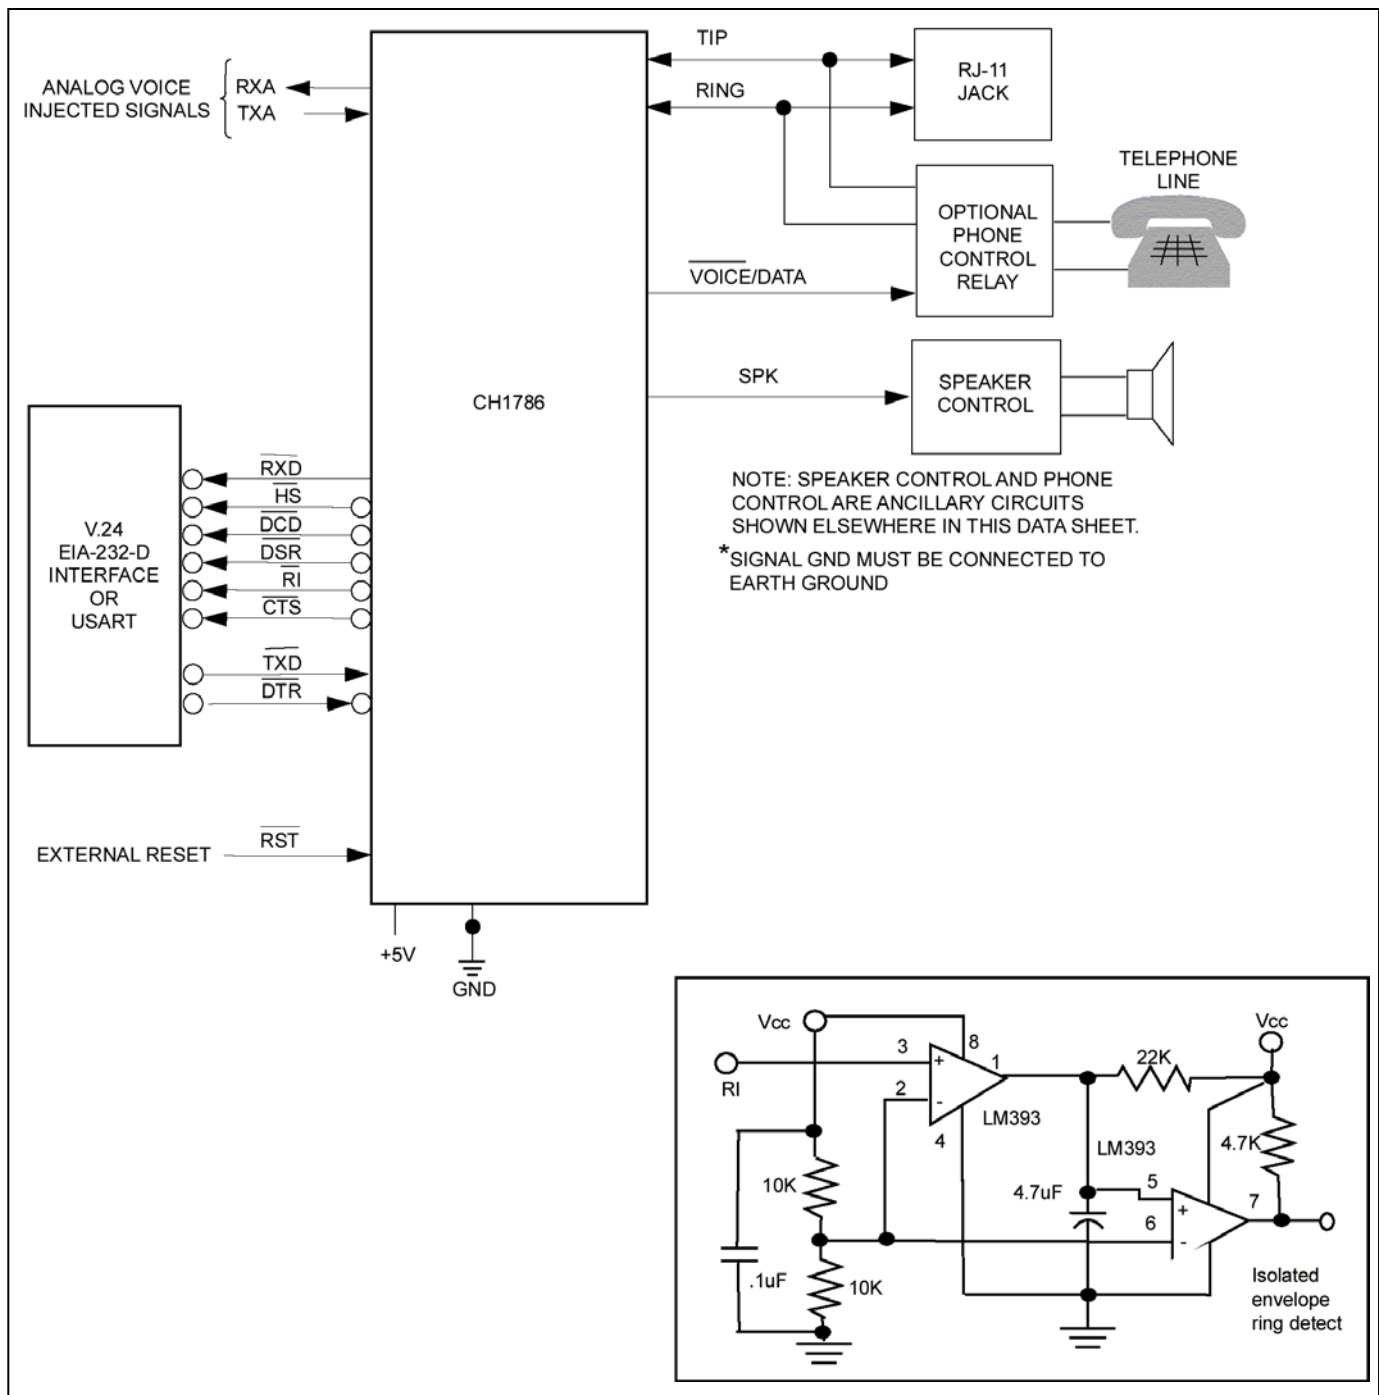 ANALOG VOICE
INJECTED SIGNALS
RXA
TXA
TIP
RING
RJ-11
JACK
TELEPHONE
LINE
OPTIONAL
PHONE
CONTROL
RELAY
VOICE/DATA
SPK
SPEAKER
CONTROL
CH1786
NOTE: SPEAKER CONTROL AND PHONE
CONTROL ARE ANCILLARY CIRCUITS
SHOWN ELSEWHERE IN THIS DATA SHEET.
*SIGNAL GND MUST BE CONNECTED TO
EARTH GROUND
V.24
EIA-232-D
INTERFACE
OR
USART
RXD
HS
DCD
DSR
RI
CTS
TXD
DTR
EXTERNAL RESET
RST
+5V
GND
Vcc
RI
3
2
8
1
4
+
-
LM393
22K
Vcc
4.7K
LM393
10K
10K
.1uF
4.7uF
5
6
7
+
-
Isolated
envelope
ring detect